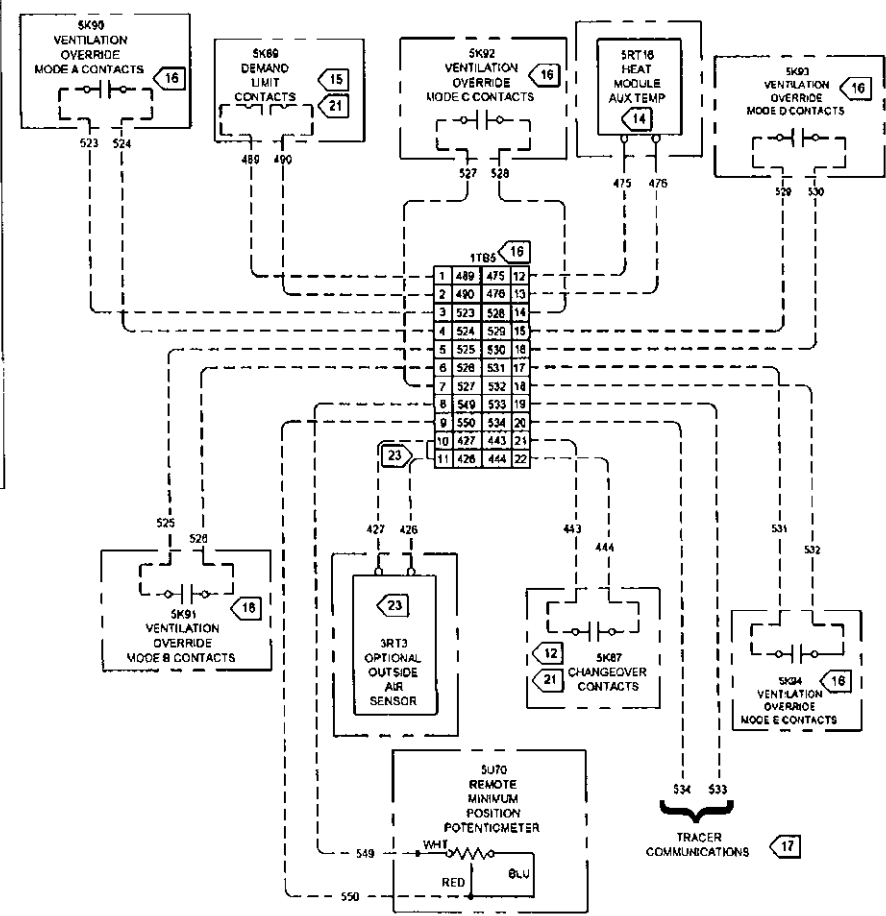 5K90
VENTILATION
OVERRIDE
MODE A CONTACTS
16
523 524
5K89
DEMAND
LIMIT
CONTACTS
15
21
489 490
5K92
VENTILATION
OVERRIDE
MODE C CONTACTS
16
527 528
5RT16
HEAT
MODULE
AUX TEMP
14
475 476
5K93
VENTILATION
OVERRIDE
MODE D CONTACTS
16
529 530
1TB5 16
1 489 475 12
2 490 476 13
3 523 528 14
4 524 529 15
5 525 530 16
6 526 531 17
7 527 532 18
8 549 533 19
9 550 534 20
10 427 443 21
11 426 444 22
23
525 526
5K91
VENTILATION
OVERRIDE
MODE B CONTACTS
16
427 426
23
3RT3
OPTIONAL
OUTSIDE
AIR
SENSOR
443 444
12
21
5K87
CHANGEOVER
CONTACTS
531 532
5K94
VENTILATION
OVERRIDE
MODE E CONTACTS
16
5U70
REMOTE
MINIMUM
POSITION
POTENTICMETER
549 WHT
RED BLU
550
534 533
TRACER
COMMUNICATIONS
17